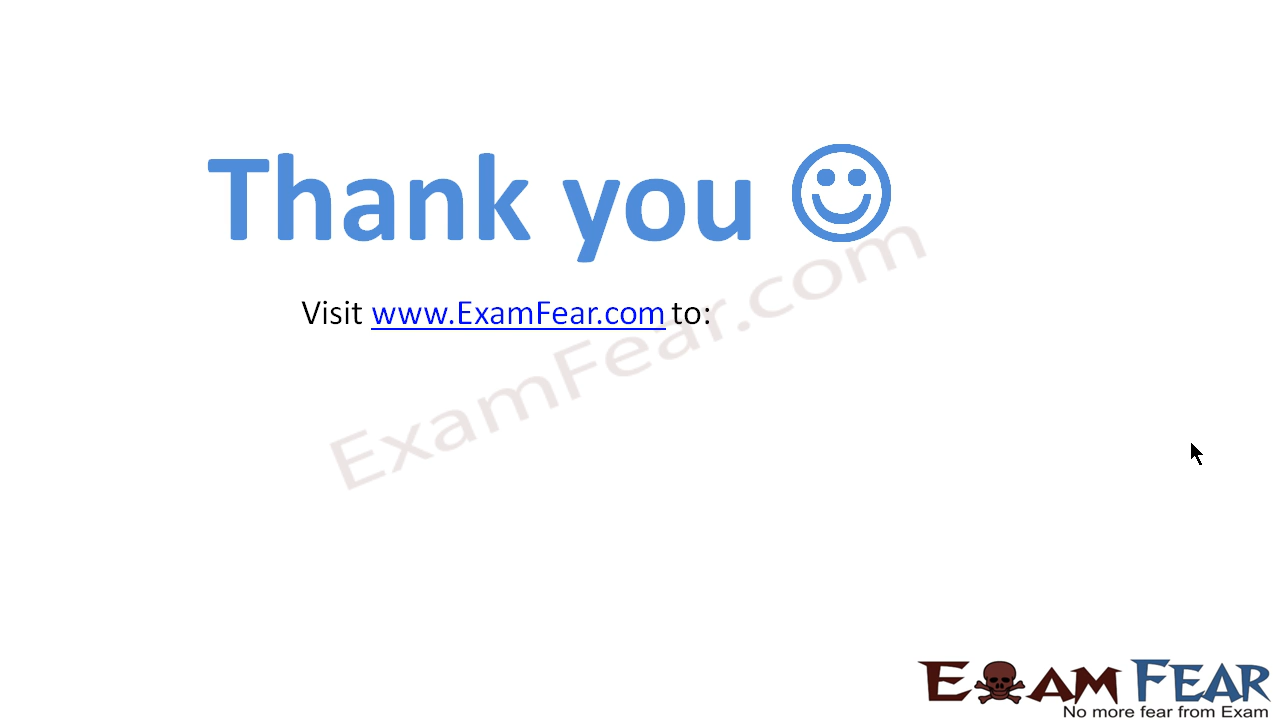 Thank you ☺
Visit www.ExamFear.com to:
ExamFear.com
EXAM FEAR
No more fear from Exam